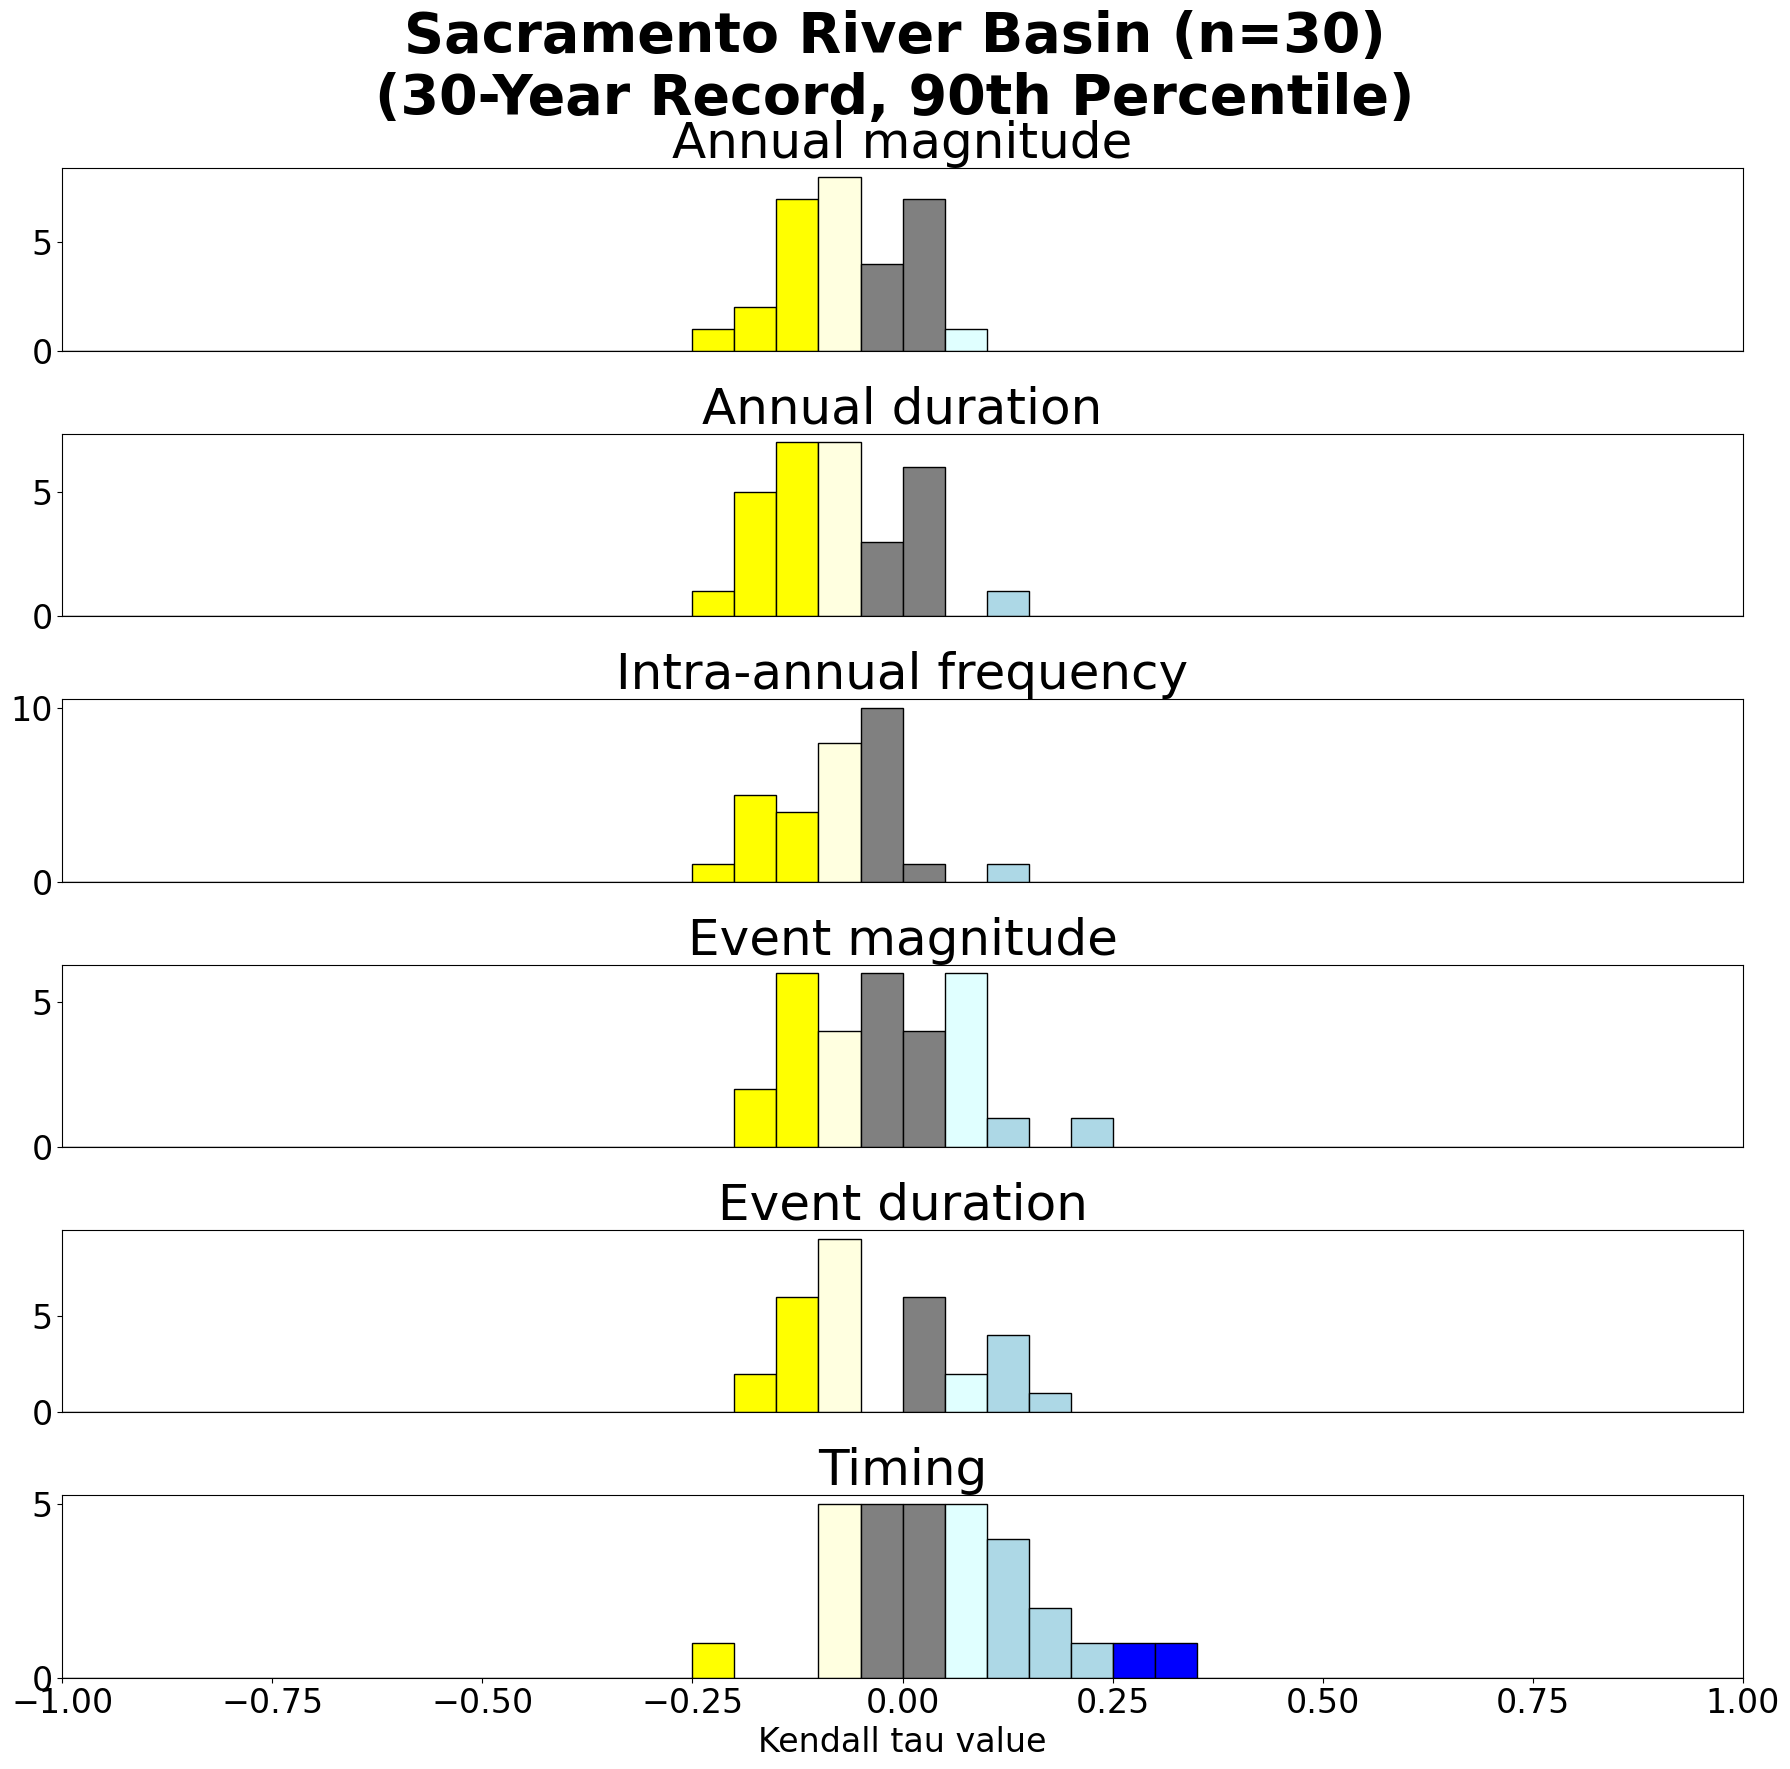 Sacramento River Basin (n=30)
(30-Year Record, 90th Percentile)
Annual magnitude
5
0
Annual duration
5
0
Intra-annual frequency
10
0
Event magnitude
5
0
Event duration
5
0
Timing
5
0
−1.00 −0.75 −0.50 −0.25 0.00 0.25 0.50 0.75 1.00
Kendall tau value